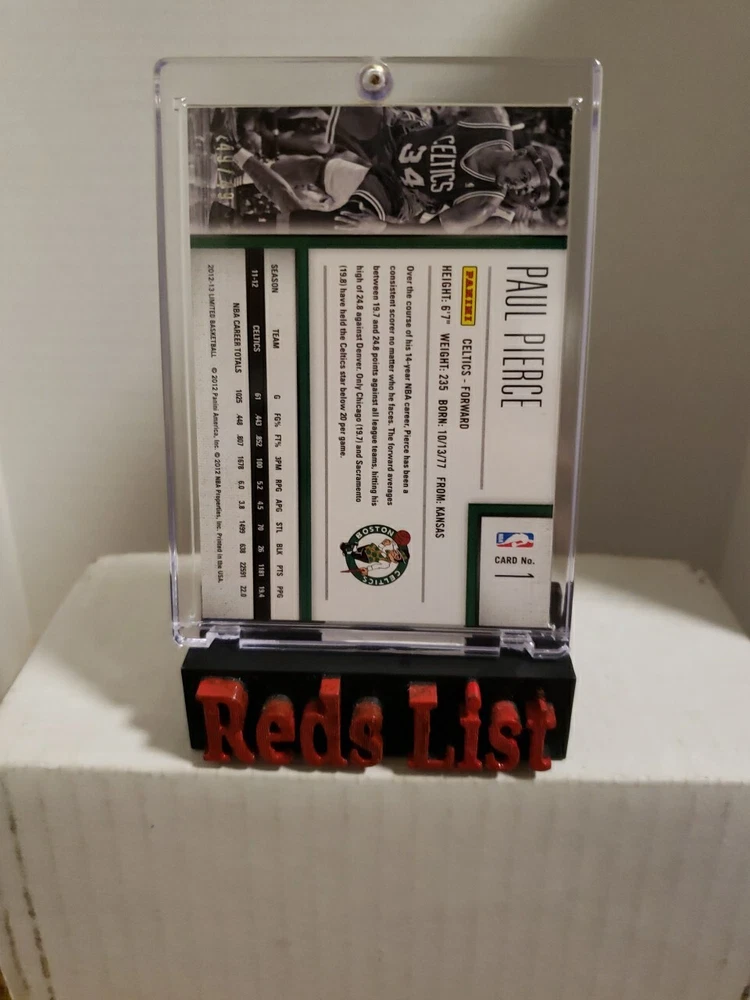 CELTICS
34
PAUL PIERCE
PANINI
CELTICS - FORWARD
HEIGHT: 6'7" WEIGHT: 235 BORN: 10/13/77 FROM: KANSAS
CARD No.
1
NBA
Over the course of his 14-year NBA career, Pierce has been a
consistent scorer no matter who he faces. The forward averages
between 19.7 and 24.8 points against all league teams, hitting his
high of 24.8 against Denver. Only Chicago (19.7) and Sacramento
(19.8) have held the Celtics star below 20 per game.
BOSTON
CELTICS
SEASON TEAM G FG% FT% 3PM RPG APG STL BLK PTS PPG
11-12 CELTICS 61 .443 .852 100 5.2 4.5 70 26 1181 19.4
NBA CAREER TOTALS 1025 .448 .807 1678 6.0 3.8 1499 638 22591 22.0
2012-13 LIMITED BASKETBALL © 2012 Panini America, Inc. © 2012 NBA Properties, Inc. Printed in the USA.
Reds List